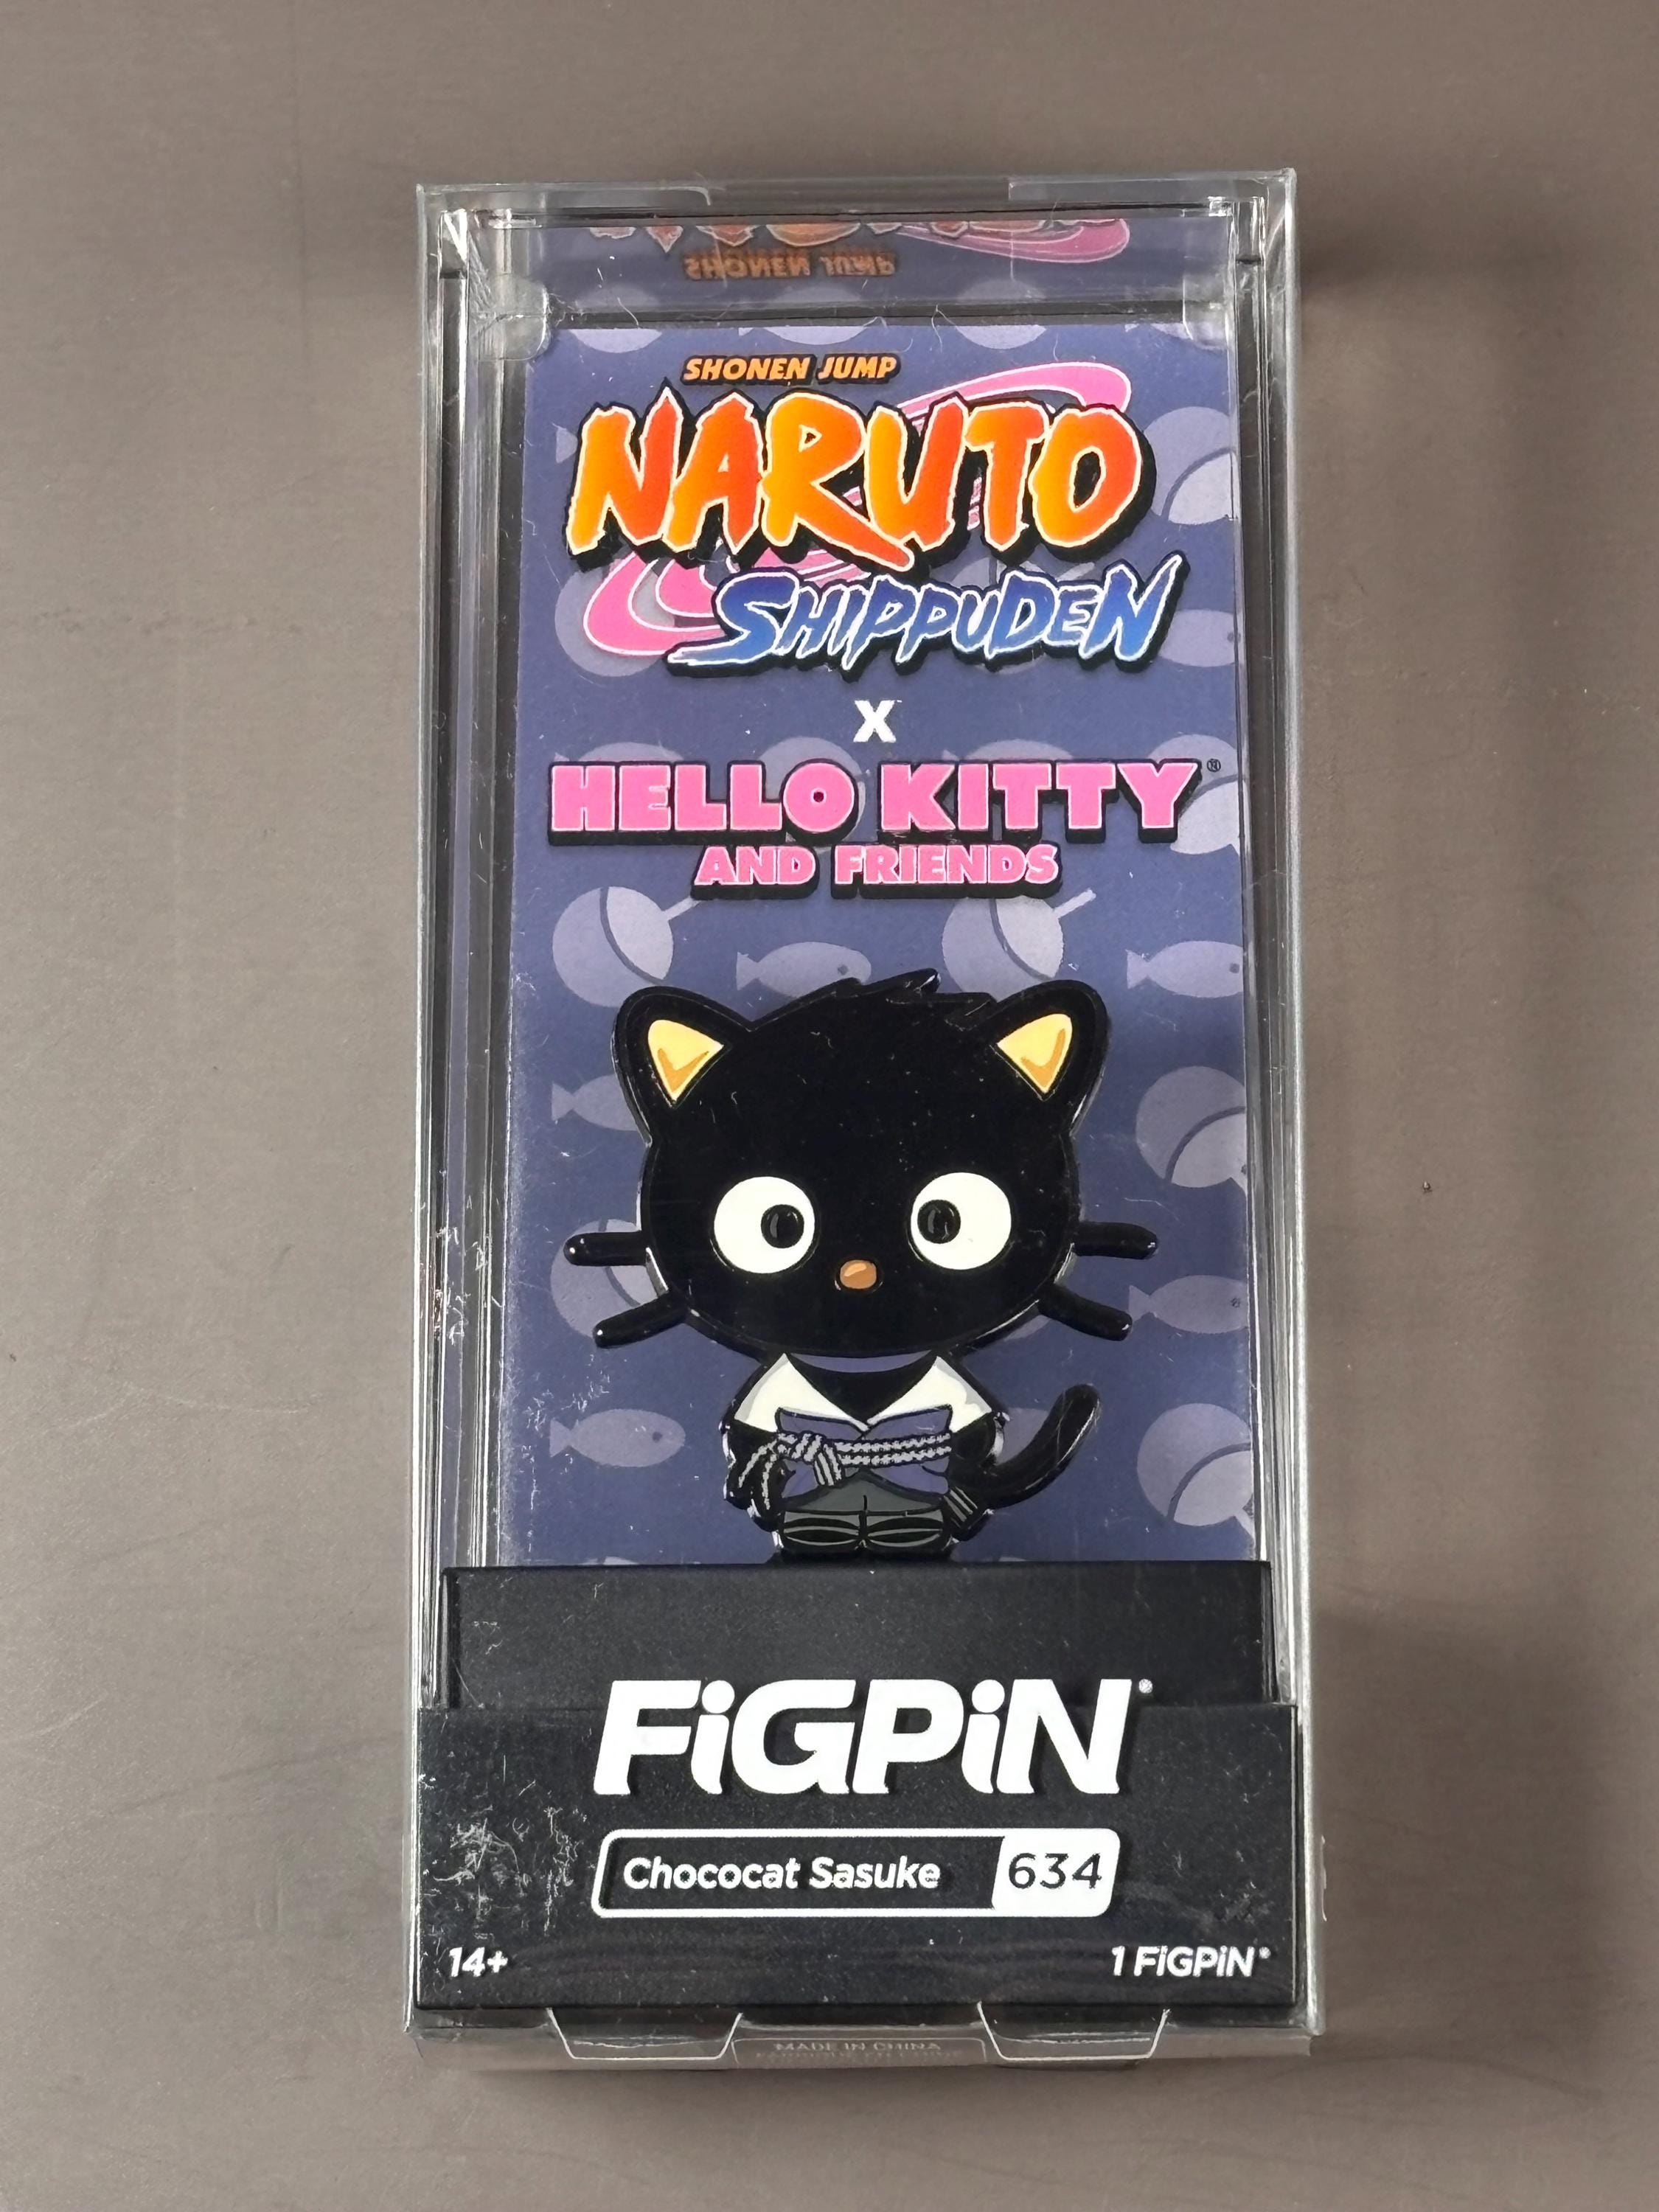 SHONEN JUMP
SHONEN JUMP
NARUTO
SHIPPUDEN
X
HELLO KITTY®
AND FRIENDS
FiGPiN®
Chococat Sasuke 634
14+ 1 FiGPiN®
MADE IN CHINA